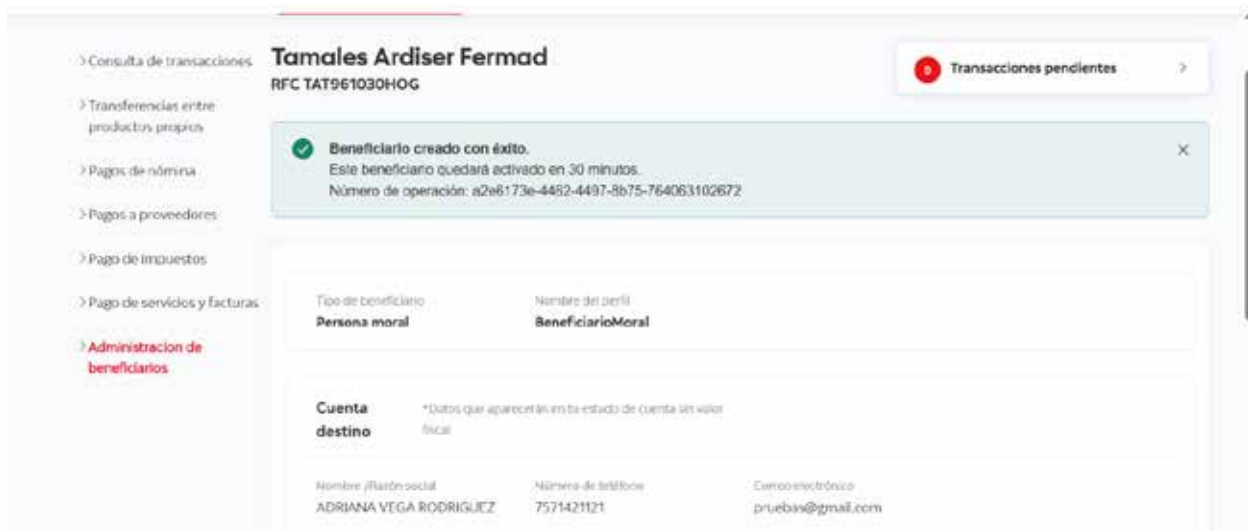 Consulta de transacciones
Transferencias entre
productos propios
Pagos de nómina
Pagos a proveedores
Pago de impuestos
Pago de servicios y facturas
Administracion de
beneficiarios
Tamales Ardiser Fermad
RFC TAT961030HOG
0 Transacciones pendientes
Beneficiario creado con éxito.
Este beneficiario quedará activado en 30 minutos.
Número de operación: a2e6173e-4462-4497-8b75-764063102672
Tipo de beneficiario Nombre del perfil
Persona moral BeneficiarioMoral
Cuenta
destino
*Datos que aparecerán en tu estado de cuenta sin valor
fiscal
Nombre /Razón social Número de teléfono Correo electrónico
ADRIANA VEGA RODRIGUEZ 7571421121 pruebas@gmail.com